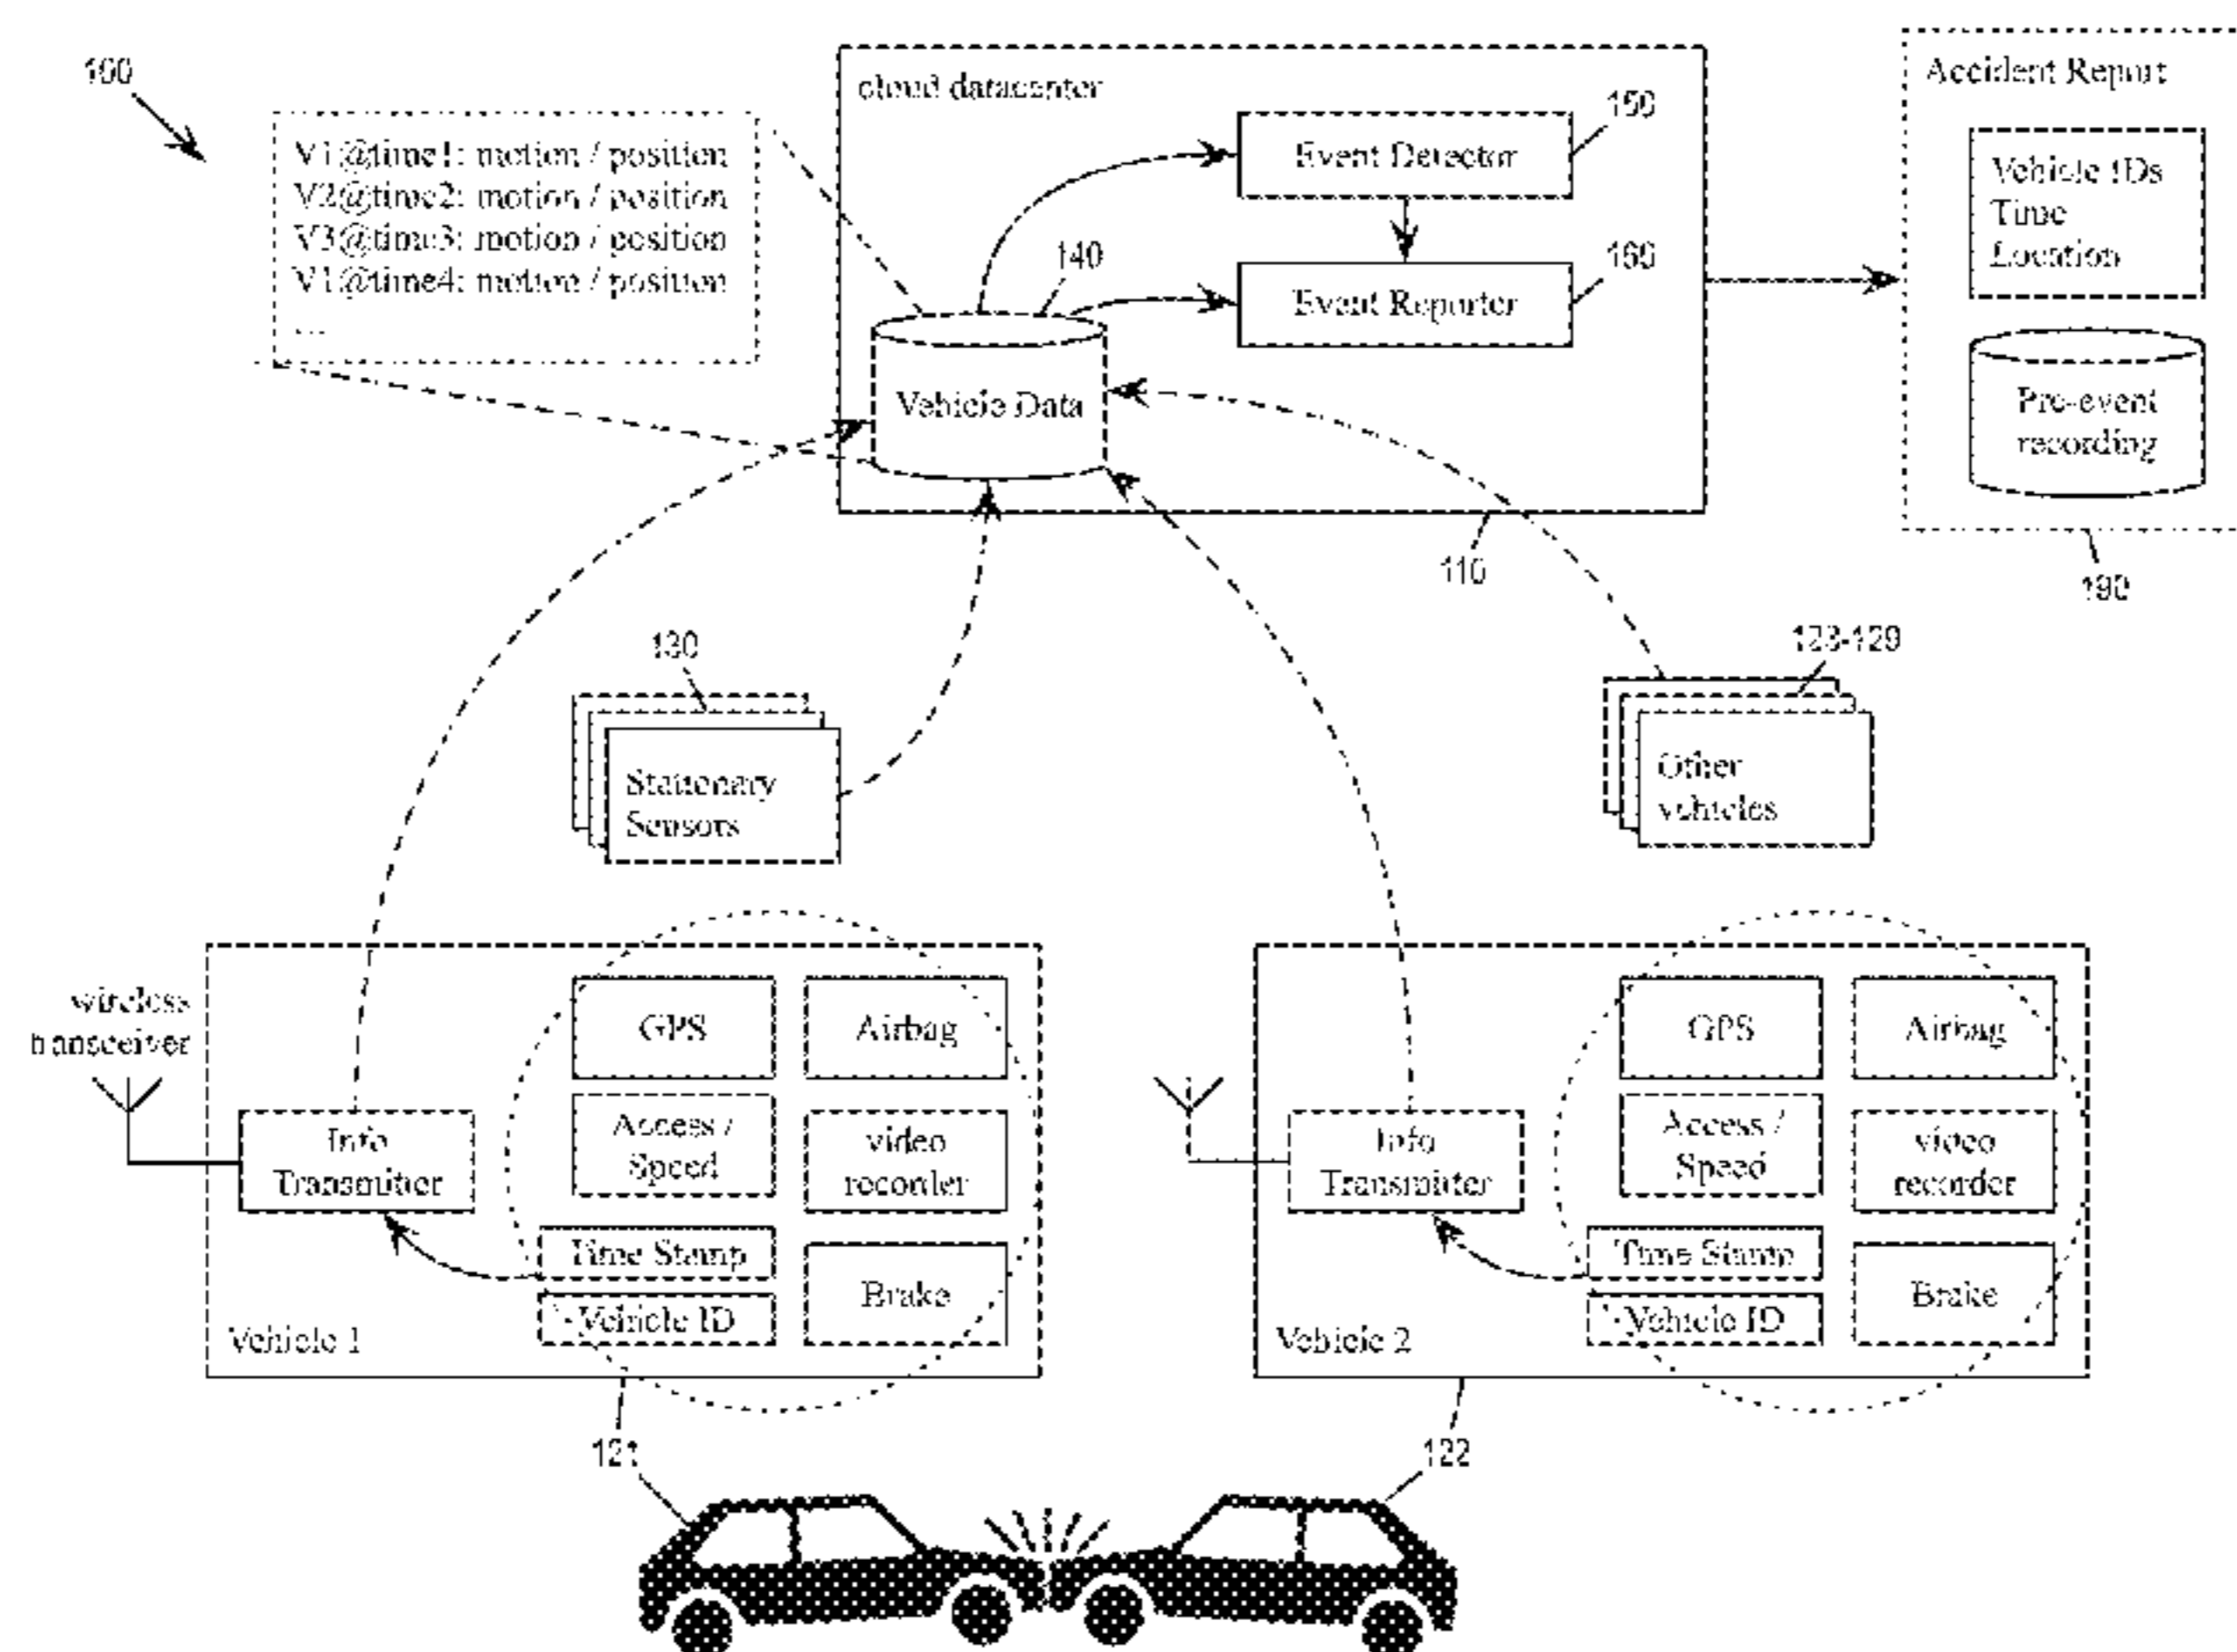 100
V1@time1: motion / position
V2@time2: motion / position
V3@time3: motion / position
V1@time4: motion / position
...
cloud datacenter
Event Detector
150
Event Reporter
160
140
Vehicle Data
110
Accident Report
Vehicle IDs
Time
Location
Pre-event
recording
190
130
Stationary
Sensors
123-129
Other
vehicles
wireless
transceiver
Info
Transmitter
GPS
Airbag
Access /
Speed
video
recorder
Time Stamp
Vehicle ID
Brake
Vehicle 1
121
Info
Transmitter
GPS
Airbag
Access /
Speed
video
recorder
Time Stamp
Vehicle ID
Brake
Vehicle 2
122